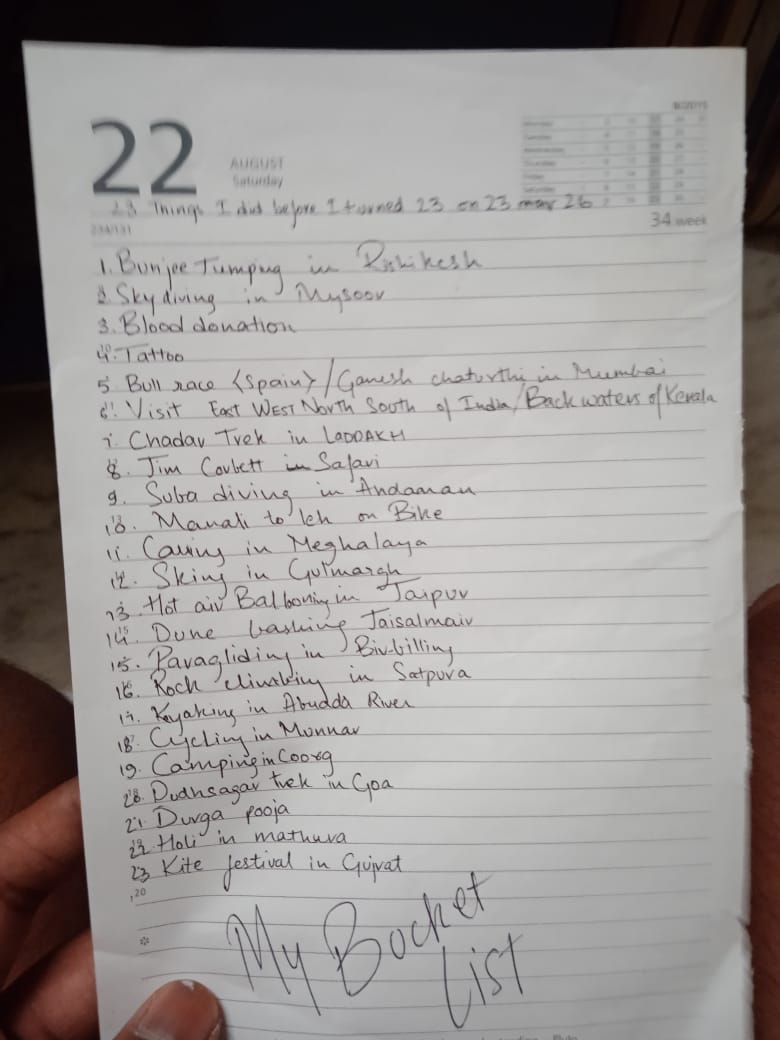 22
AUGUST
Saturday
23 Things I did before I turned 23 on 23 may 26
234/131
34 week
1. Bunjee Jumping in Rishikesh
2. Sky diving in Mysoor
3. Blood donation
4. Tattoo
5. Bull race <Spain>/Ganesh chaturthi in Mumbai
6. Visit EAST WEST North South of India/Back waters of Kerala
7. Chadar Trek in LADDAKH
8. Jim Corbett in Safari
9. Suba diving in Andaman
10. Manali to leh on Bike
11. Caving in Meghalaya
12. Sking in Gulmargh
13. Hot air Balboning in Jaipur
14. Dune bashing Jaisalmair
15. Paragliding in Bir-billing
16. Rock climbing in Satpura
17. Kayaking in Abudda River
18. Cycling in Munnar
19. Camping in Coorg
20. Dudhsagar trek in Goa
21. Durga pooja
22. Holi in mathura
23 Kite festival in Gujrat
My Bocket
List